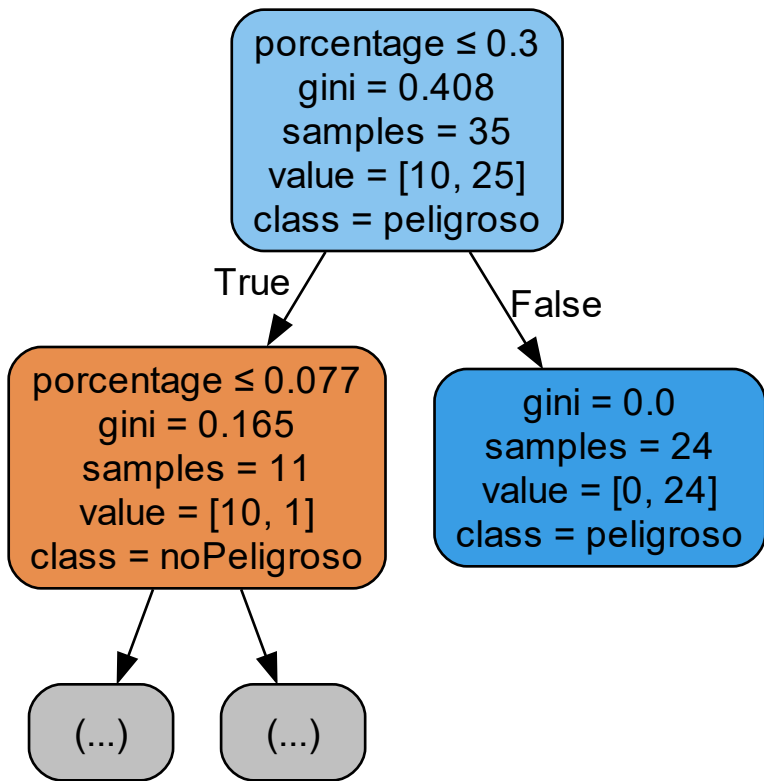 porcentage ≤ 0.3
gini = 0.408
samples = 35
value = [10, 25]
class = peligroso
True
False
porcentage ≤ 0.077
gini = 0.165
samples = 11
value = [10, 1]
class = noPeligroso
gini = 0.0
samples = 24
value = [0, 24]
class = peligroso
(...)
(...)